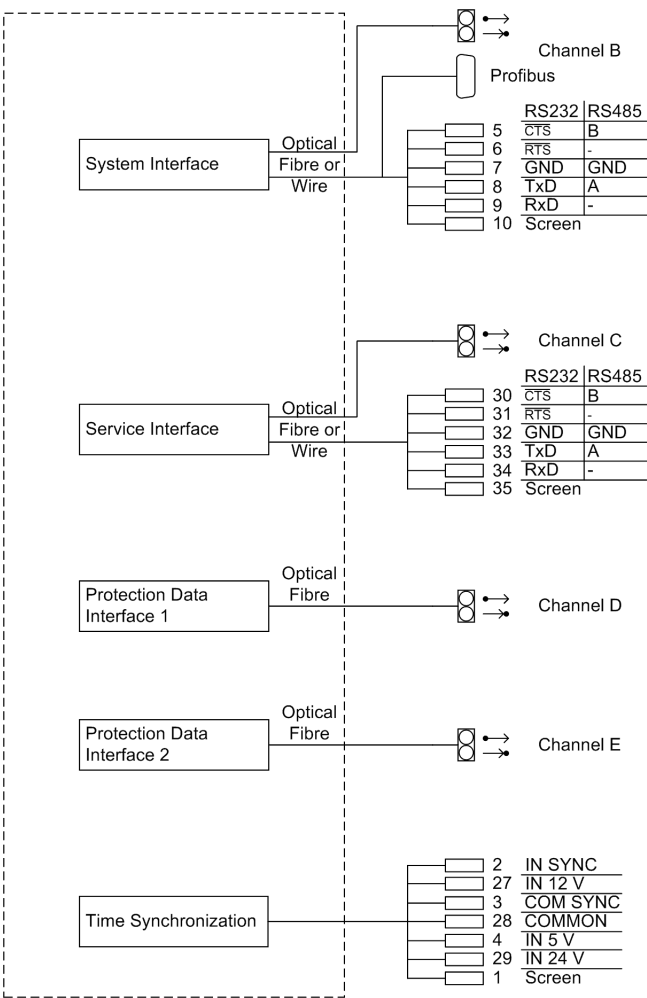 Channel B
Profibus
RS232 RS485
5 CTS B
6 RTS -
7 GND GND
8 TxD A
9 RxD -
10 Screen
System Interface
Optical
Fibre or
Wire
Channel C
RS232 RS485
30 CTS B
31 RTS -
32 GND GND
33 TxD A
34 RxD -
35 Screen
Service Interface
Optical
Fibre or
Wire
Protection Data
Interface 1
Optical
Fibre
Channel D
Protection Data
Interface 2
Optical
Fibre
Channel E
Time Synchronization
2 IN SYNC
27 IN 12 V
3 COM SYNC
28 COMMON
4 IN 5 V
29 IN 24 V
1 Screen